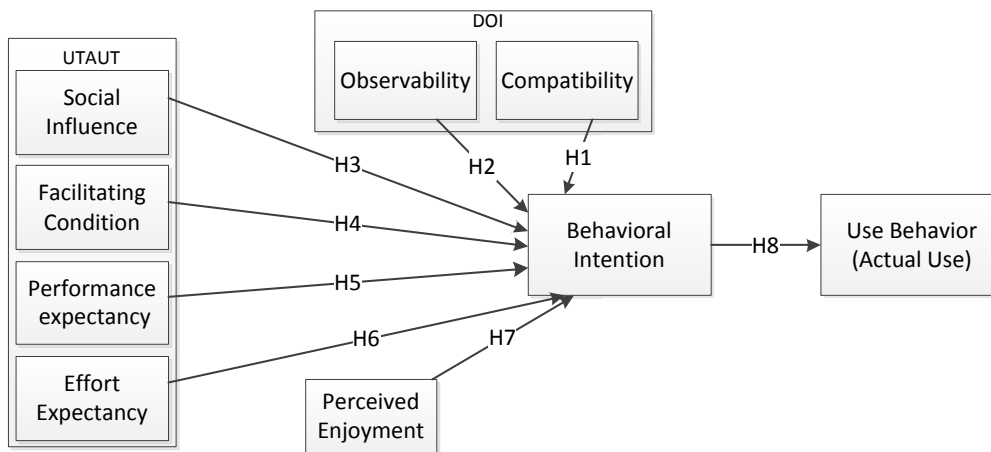 DOI
Observability
Compatibility
UTAUT
Social
Influence
Facilitating
Condition
Performance
expectancy
Effort
Expectancy
H3
H4
H5
H6
H2
H1
H7
Behavioral
Intention
H8
Use Behavior
(Actual Use)
Perceived
Enjoyment